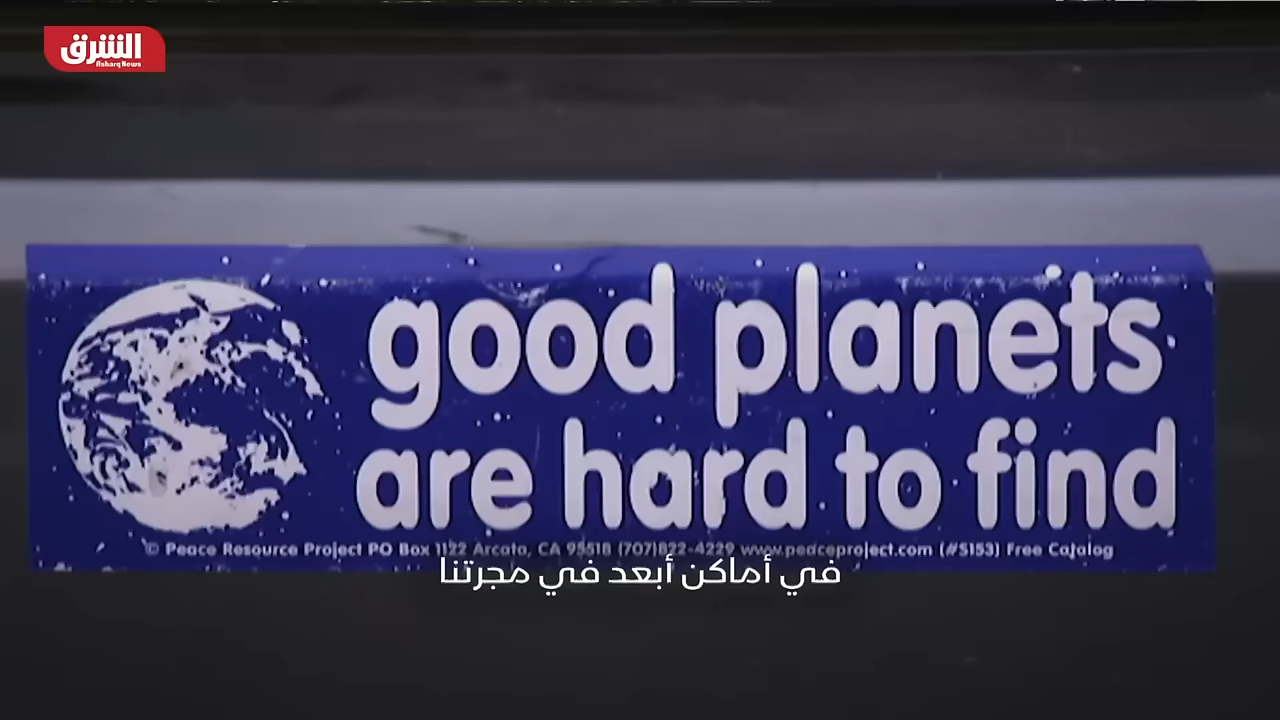 الشرق
Asharq News
good planets
are hard to find
© Peace Resource Project PO Box 1122 Arcata, CA 95518 (707)822-4229 www.peaceproject.com (#S153) Free Catalog
في أماكن أبعد في مجرتنا